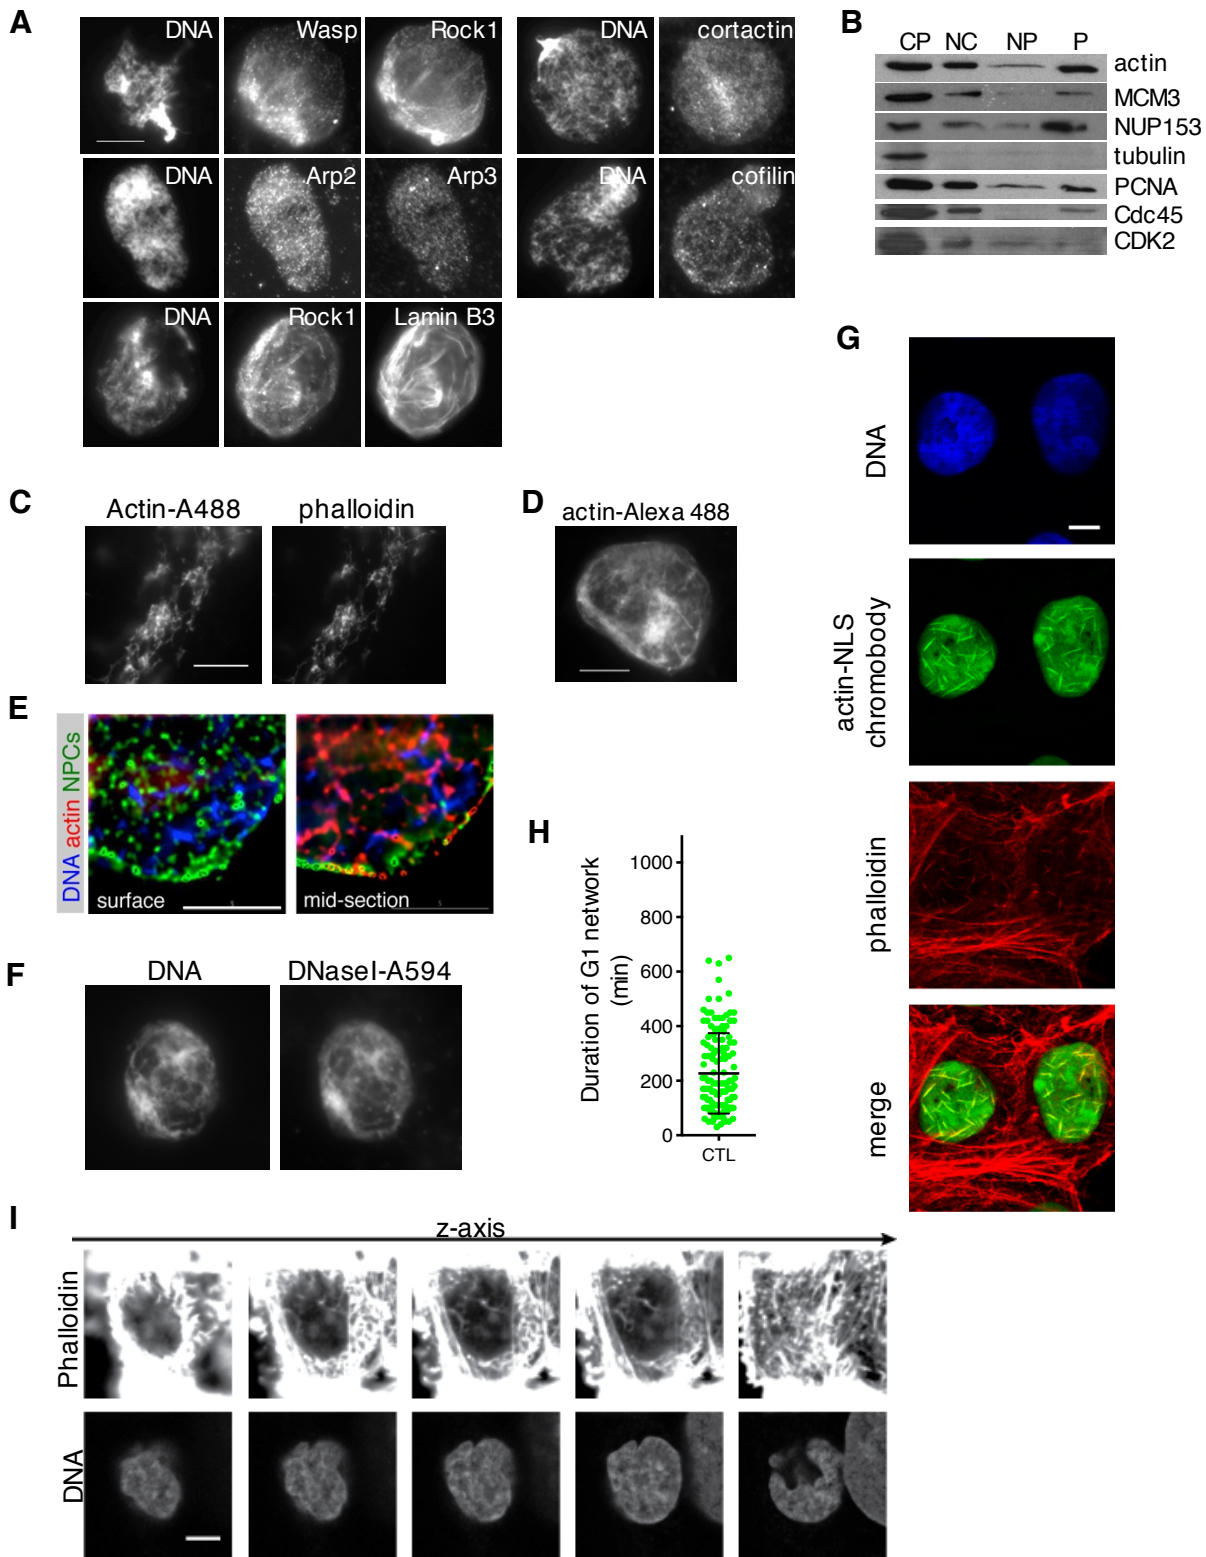 A
DNA
Wasp
Rock1
DNA
cortactin
DNA
Arp2
Arp3
DNA
cofilin
DNA
Rock1
Lamin B3
B
CP NC NP P
actin
MCM3
NUP153
tubulin
PCNA
Cdc45
CDK2
C
Actin-A488
phalloidin
D
actin-Alexa 488
E
DNA actin NPCs
surface
5
mid-section
5
F
DNA
DNaseI-A594
G
DNA
actin-NLS
chromobody
phalloidin
merge
H
Duration of G1 network
(min)
1000
800
600
400
200
0
CTL
I
z-axis
Phalloidin
DNA